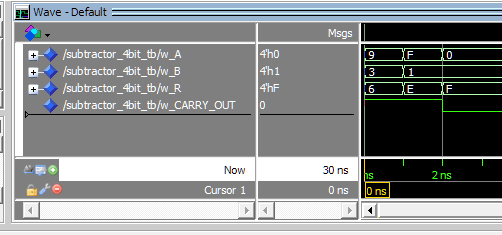 Wave - Default
Msgs
/subtractor_4bit_tb/w_A 4'h0 9 F 0
/subtractor_4bit_tb/w_B 4'h1 3 1
/subtractor_4bit_tb/w_R 4'hF 6 E F
/subtractor_4bit_tb/w_CARRY_OUT 0
Now 30 ns ns 2 ns
Cursor 1 0 ns 0 ns